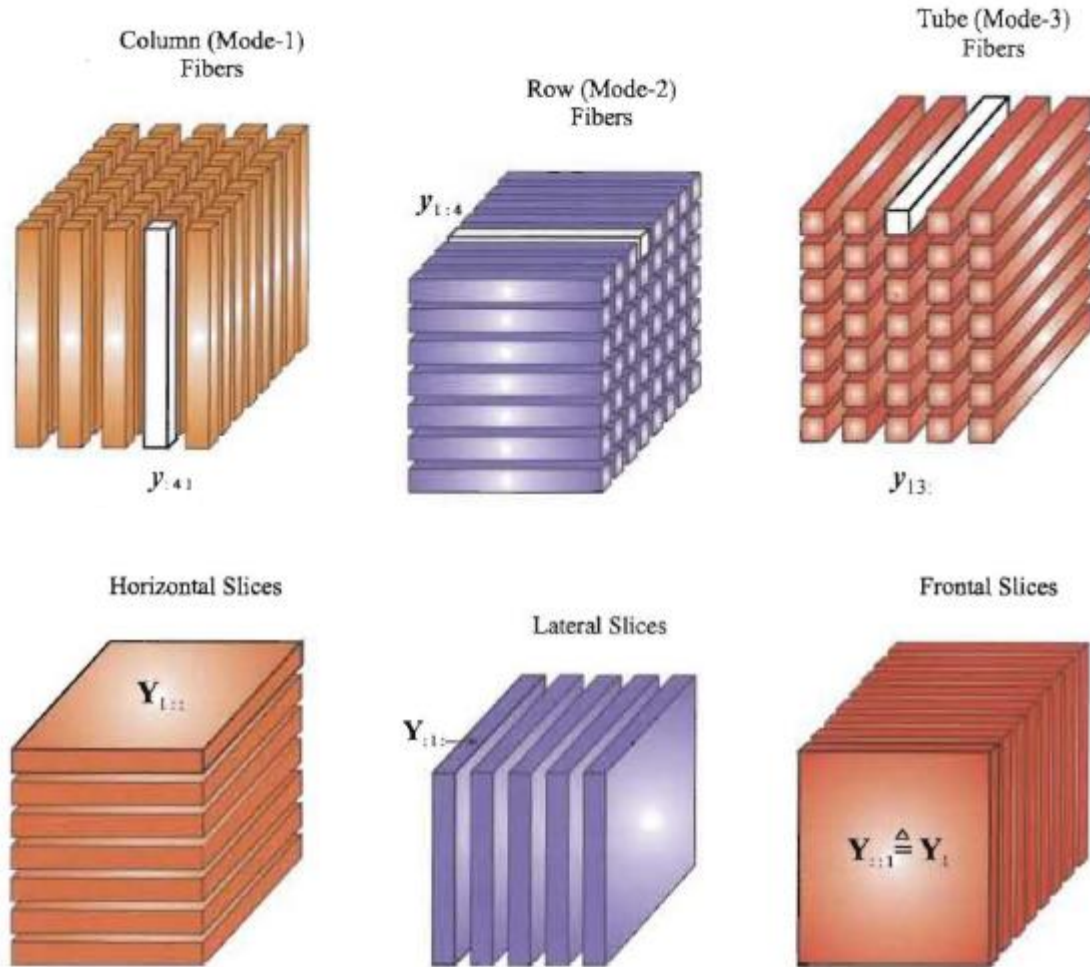 Column (Mode-1)
Fibers
Row (Mode-2)
Fibers
Tube (Mode-3)
Fibers
y:41
y1:4
y13:
Horizontal Slices
Lateral Slices
Frontal Slices
Y1::
Y:1:
Y::1 ≜ Y1